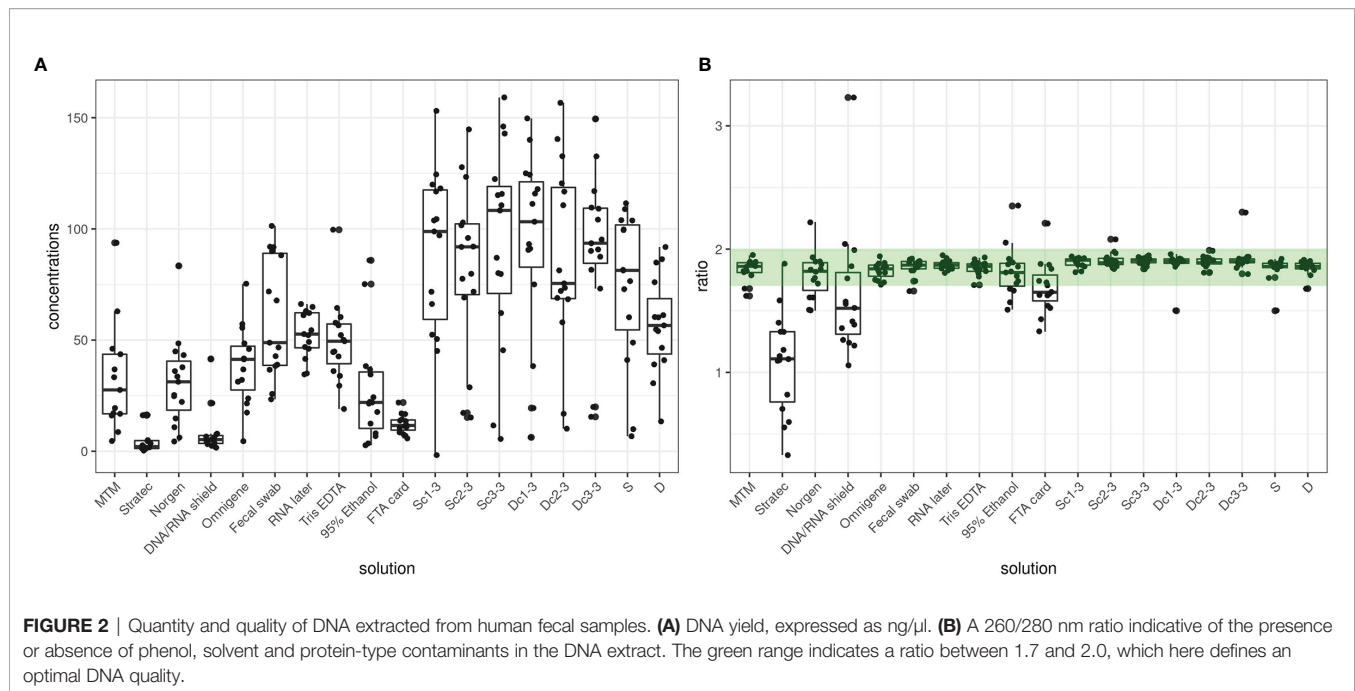 A
concentrations
150
100
50
0
MTM
Stratec
Norgen
DNA/RNA shield
Omnigene
Fecal swab
RNA later
Tris EDTA
95% Ethanol
FTA card
Sc1-3
Sc2-3
Sc3-3
Dc1-3
Dc2-3
Dc3-3
S
D
solution
B
ratio
3
2
1
MTM
Stratec
Norgen
DNA/RNA shield
Omnigene
Fecal swab
RNA later
Tris EDTA
95% Ethanol
FTA card
Sc1-3
Sc2-3
Sc3-3
Dc1-3
Dc2-3
Dc3-3
S
D
solution
FIGURE 2 | Quantity and quality of DNA extracted from human fecal samples. (A) DNA yield, expressed as ng/µl. (B) A 260/280 nm ratio indicative of the presence
or absence of phenol, solvent and protein-type contaminants in the DNA extract. The green range indicates a ratio between 1.7 and 2.0, which here defines an
optimal DNA quality.